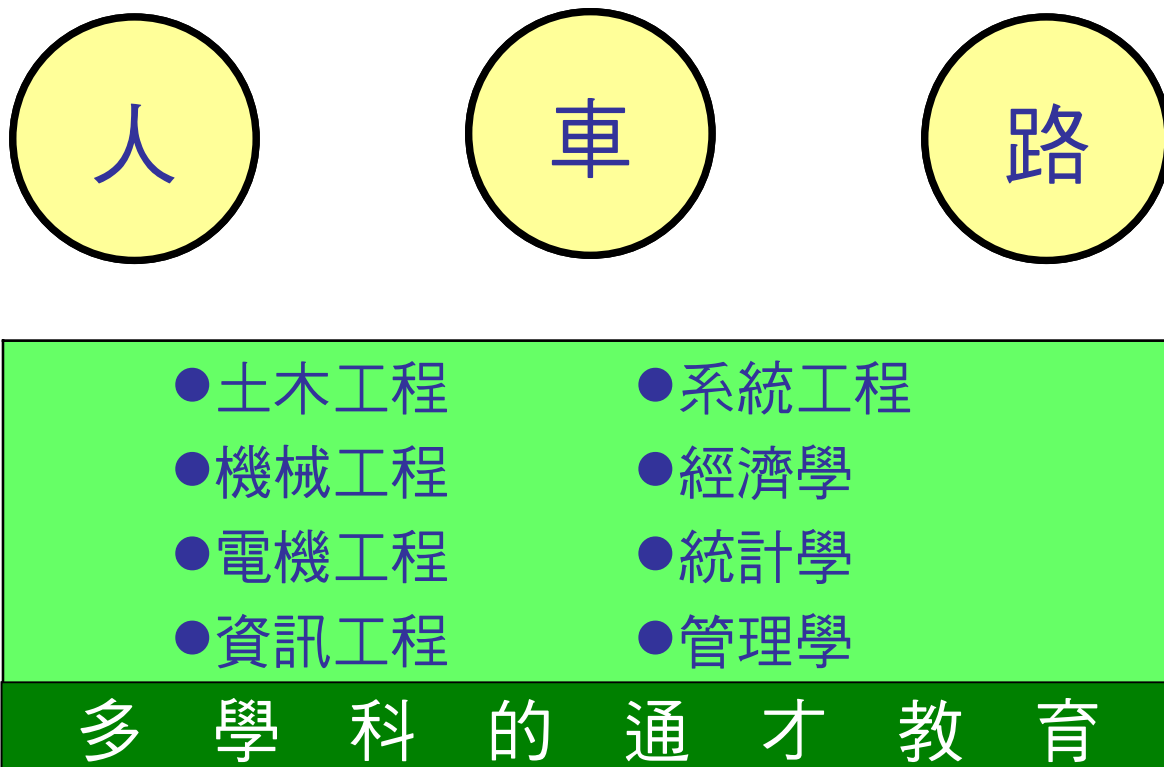 人 車 路
●土木工程 ●系統工程
●機械工程 ●經濟學
●電機工程 ●統計學
●資訊工程 ●管理學
多學科的通才教育